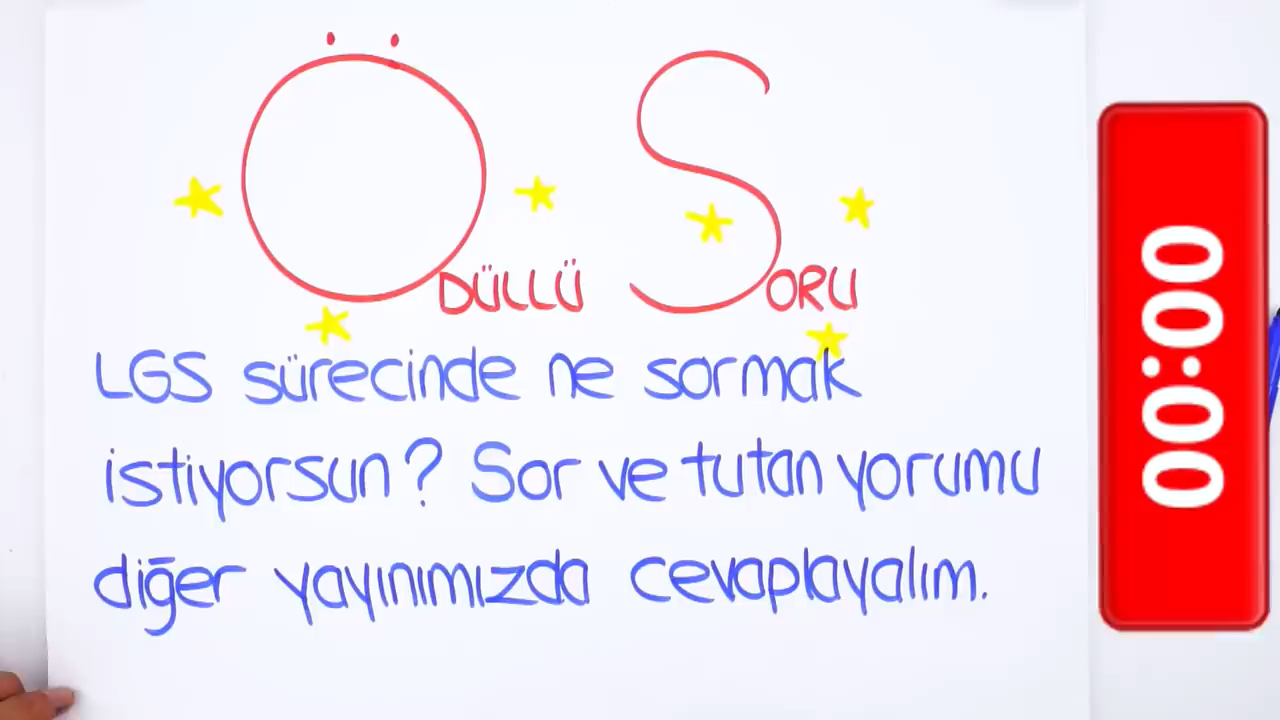 ÖDÜLLÜ SORU
LGS sürecinde ne sormak
istiyorsun? Sor ve tutan yorumu
diğer yayınımızda cevaplayalım.
00:00